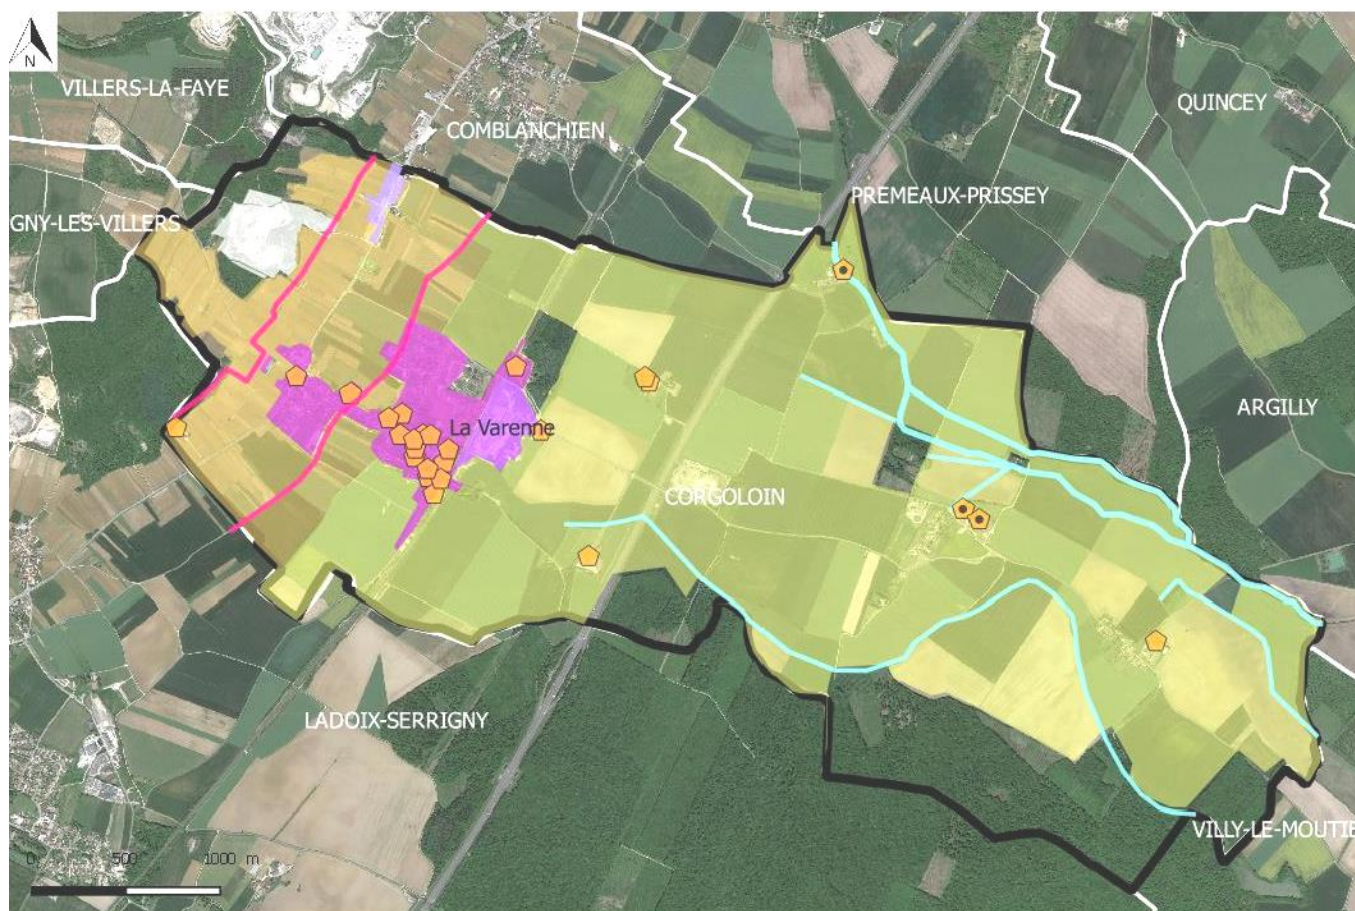 N
VILLERS-LA-FAYE
COMBLANCHIEN
QUINCEY
PREMEAUX-PRISSEY
GNY-LES-VILLERS
ARGILLY
La Varenne
CORGOLOIN
LADOIX-SERRIGNY
VILLY-LE-MOUTIE
0 500 1000 m